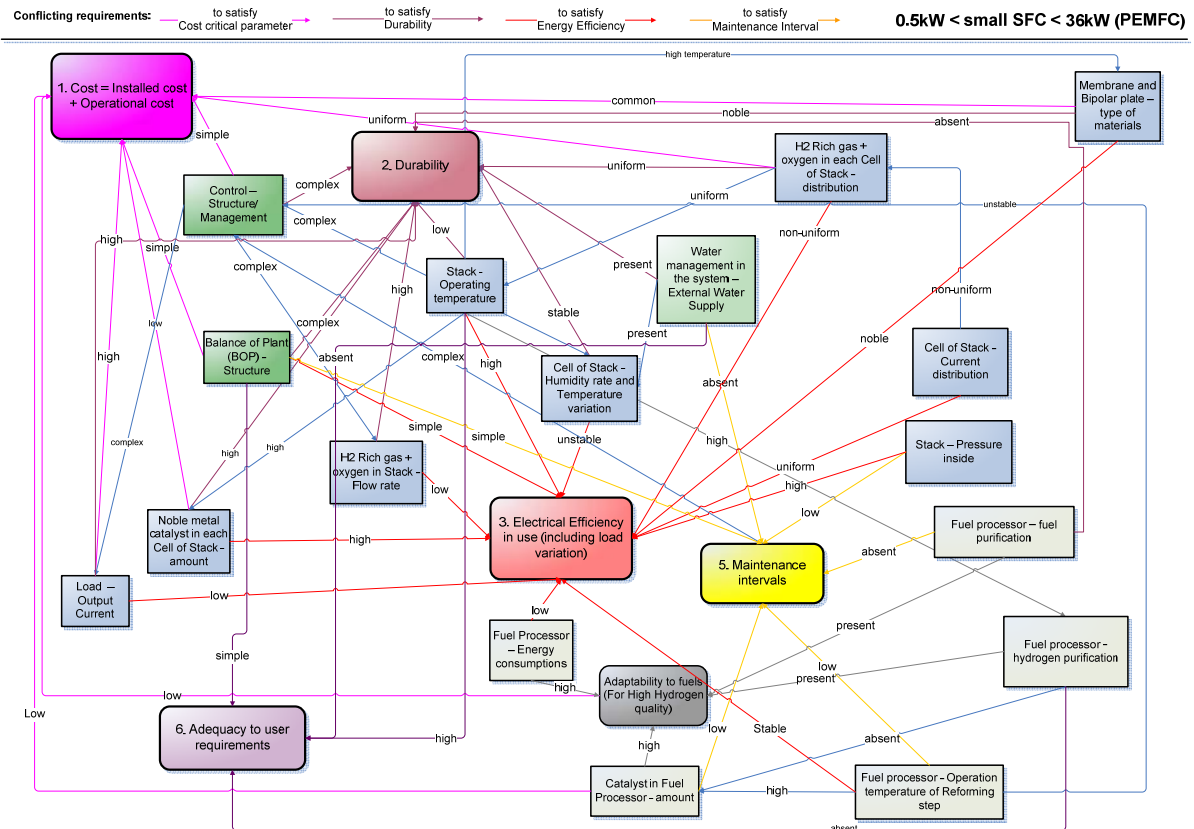 Conflicting requirements:
to satisfy
Cost critical parameter
to satisfy
Durability
to satisfy
Energy Efficiency
to satisfy
Maintenance Interval
0.5kW < small SFC < 36kW (PEMFC)
high temperature
1. Cost = Installed cost
+ Operational cost
common
noble
absent
Membrane and
Bipolar plate –
type of
materials
uniform
simple
2. Durability
uniform
H2 Rich gas +
oxygen in each Cell
of Stack -
distribution
Control –
Structure/
Management
complex
complex
uniform
unstable
high
simple
low
non-uniform
complex
Stack -
Operating
temperature
present
Water
management in
the system –
External Water
Supply
high
non-uniform
stable
low
complex
present
Balance of Plant
(BOP) -
Structure
absent
complex
high
Cell of Stack -
Humidity rate and
Temperature
variation
noble
Cell of Stack -
Current
distribution
high
absent
simple
simple
unstable
high
complex
high
high
H2 Rich gas +
oxygen in Stack -
Flow rate
low
uniform
high
Stack – Pressure
inside
low
Noble metal
catalyst in each
Cell of Stack -
amount
high
3. Electrical Efficiency
in use (including load
variation)
Fuel processor – fuel
purification
absent
5. Maintenance
intervals
Load –
Output
Current
low
low
Fuel Processor
– Energy
consumptions
present
Fuel processor -
hydrogen purification
simple
low
high
Adaptability to fuels
(For High Hydrogen
quality)
present
low
Low
6. Adequacy to user
requirements
high
high
low
Stable
absent
Catalyst in Fuel
Processor - amount
high
Fuel processor - Operation
temperature of Reforming
step
absent